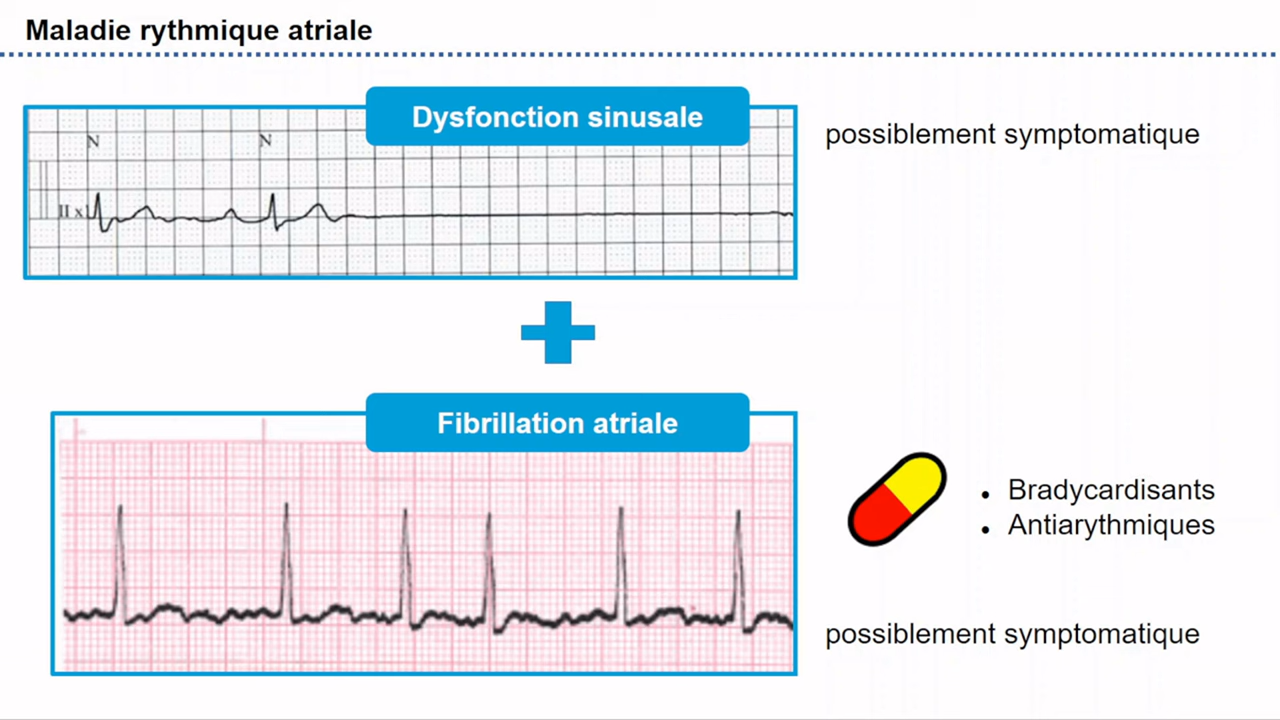 Maladie rythmique atriale
Dysfonction sinusale
possiblement symptomatique
N N
II x1
Fibrillation atriale
• Bradycardisants
• Antiarythmiques
possiblement symptomatique